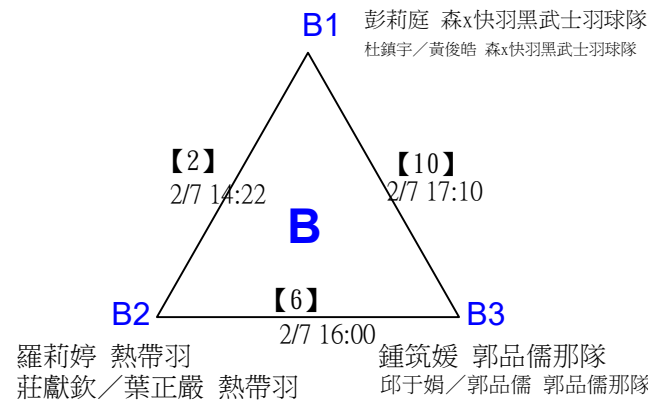 B1
彭莉庭 森x快羽黑武士羽球隊
杜鎮宇／黃俊皓 森x快羽黑武士羽球隊
【2】
2/7 14:22
【10】
2/7 17:10
B
B2
【6】
2/7 16:00
B3
羅莉婷 熱帶羽
莊獻欽／葉正嚴 熱帶羽
鍾筑媛 郭品儒那隊
邱于娟／郭品儒 郭品儒那隊